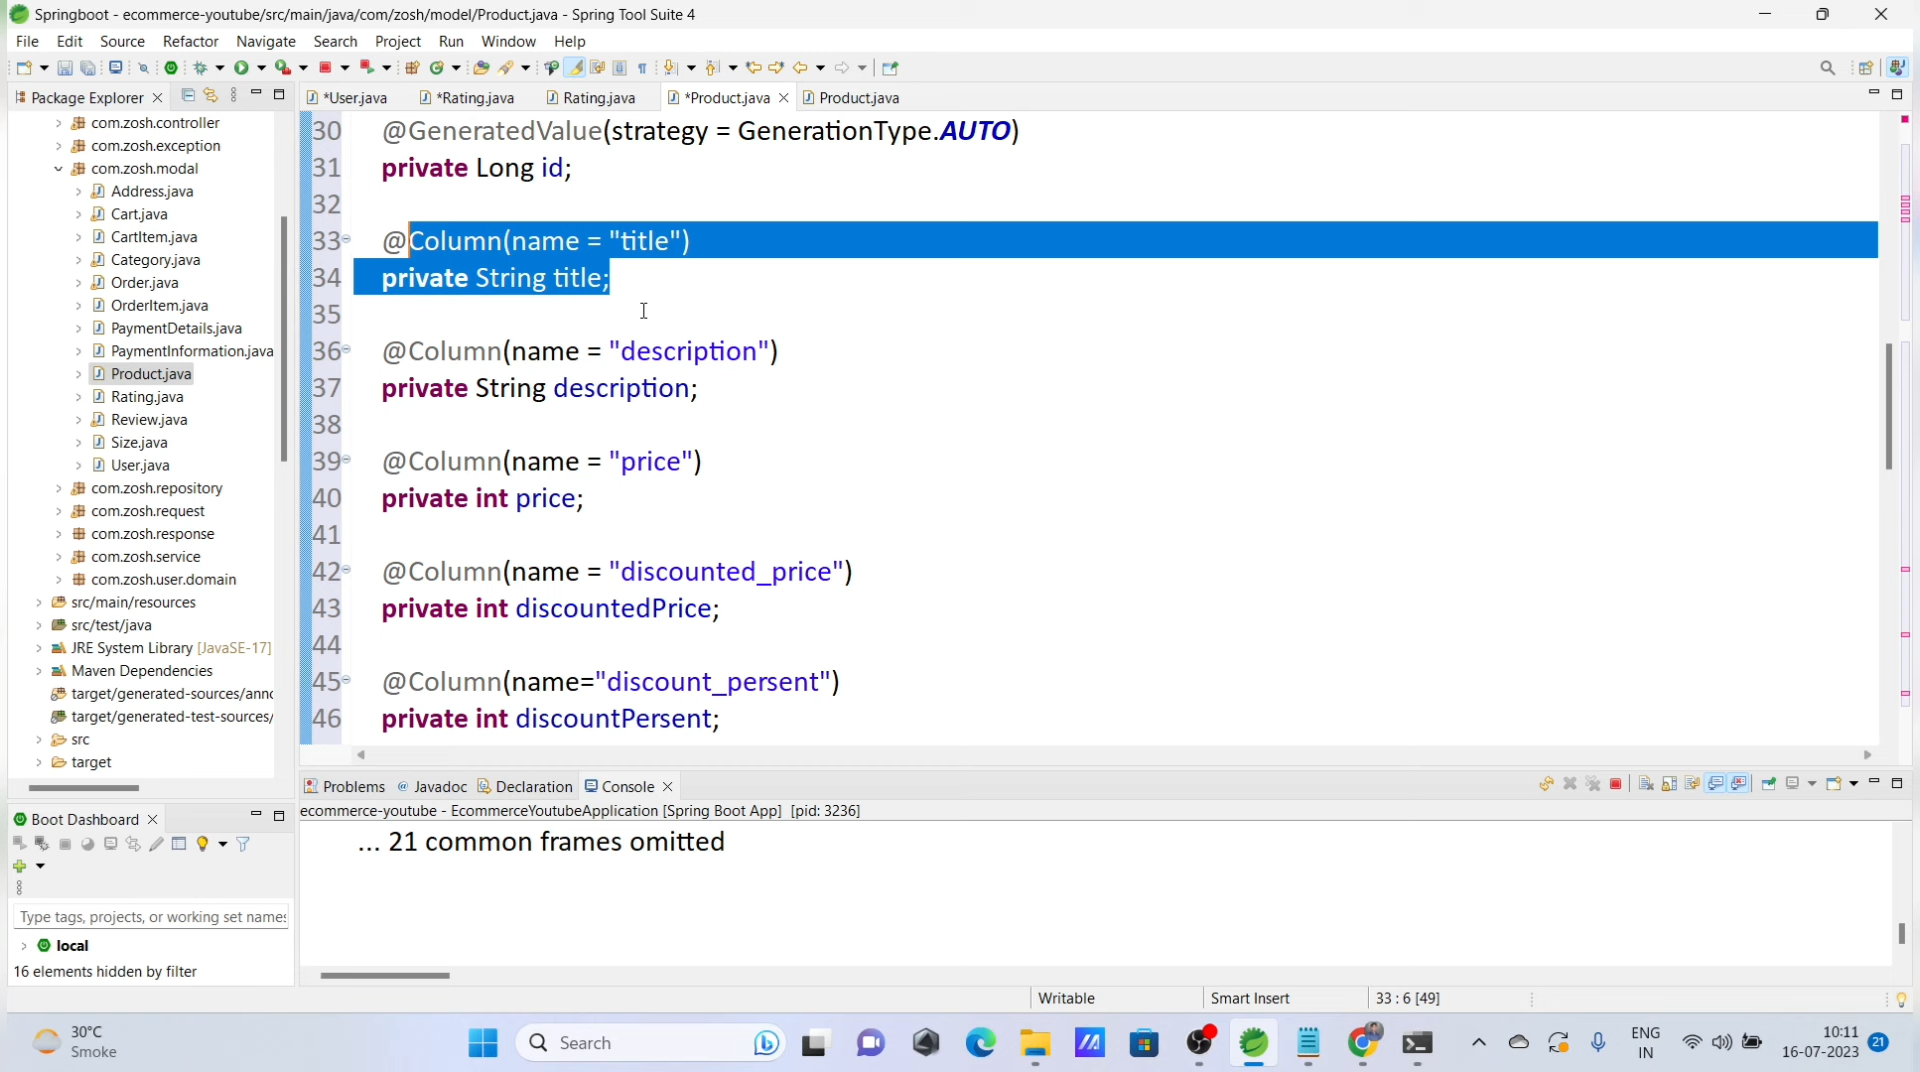 Springboot - ecommerce-youtube/src/main/java/com/zosh/model/Product.java - Spring Tool Suite 4
File Edit Source Refactor Navigate Search Project Run Window Help
Package Explorer
*User.java *Rating.java Rating.java *Product.java Product.java
com.zosh.controller
com.zosh.exception
com.zosh.modal
Address.java
Cart.java
CartItem.java
Category.java
Order.java
OrderItem.java
PaymentDetails.java
PaymentInformation.java
Product.java
Rating.java
Review.java
Size.java
User.java
com.zosh.repository
com.zosh.request
com.zosh.response
com.zosh.service
com.zosh.user.domain
src/main/resources
src/test/java
JRE System Library [JavaSE-17]
Maven Dependencies
target/generated-sources/anno
target/generated-test-sources/
src
target
30 @GeneratedValue(strategy = GenerationType.AUTO)
31 private Long id;
32
33 @Column(name = "title")
34 private String title;
35
36 @Column(name = "description")
37 private String description;
38
39 @Column(name = "price")
40 private int price;
41
42 @Column(name = "discounted_price")
43 private int discountedPrice;
44
45 @Column(name="discount_persent")
46 private int discountPersent;
Problems @ Javadoc Declaration Console
ecommerce-youtube - EcommerceYoutubeApplication [Spring Boot App] [pid: 3236]
... 21 common frames omitted
Boot Dashboard
Type tags, projects, or working set names
local
16 elements hidden by filter
Writable Smart Insert 33 : 6 [49]
30°C
Smoke
Search
ENG
IN
10:11
16-07-2023
21